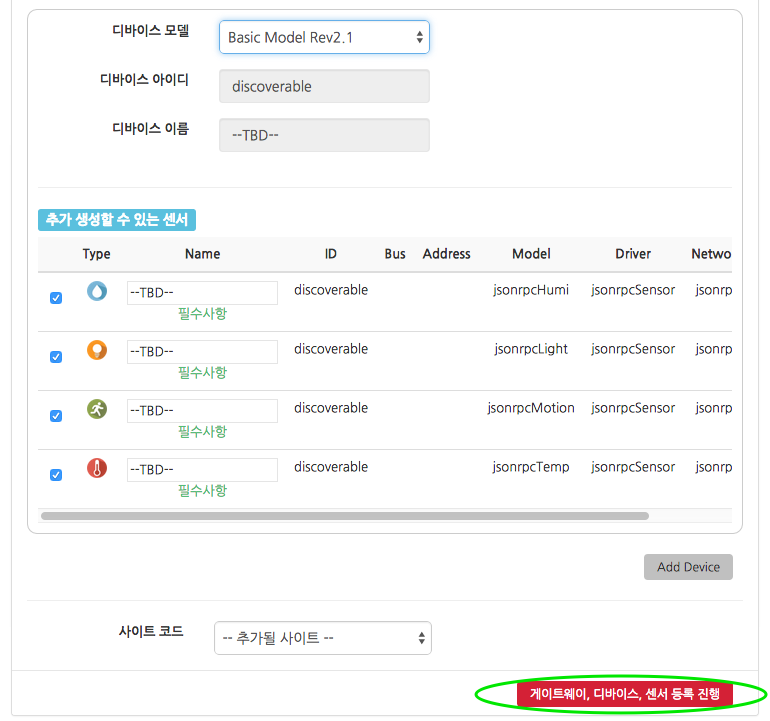 디바이스 모델 Basic Model Rev2.1
디바이스 아이디 discoverable
디바이스 이름 --TBD--
추가 생성할 수 있는 센서
Type Name ID Bus Address Model Driver Netwo
--TBD-- discoverable jsonrpcHumi jsonrpcSensor jsonrp
필수사항
--TBD-- discoverable jsonrpcLight jsonrpcSensor jsonrp
필수사항
--TBD-- discoverable jsonrpcMotion jsonrpcSensor jsonrp
필수사항
--TBD-- discoverable jsonrpcTemp jsonrpcSensor jsonrp
필수사항
Add Device
사이트 코드 -- 추가될 사이트 --
게이트웨이, 디바이스, 센서 등록 진행